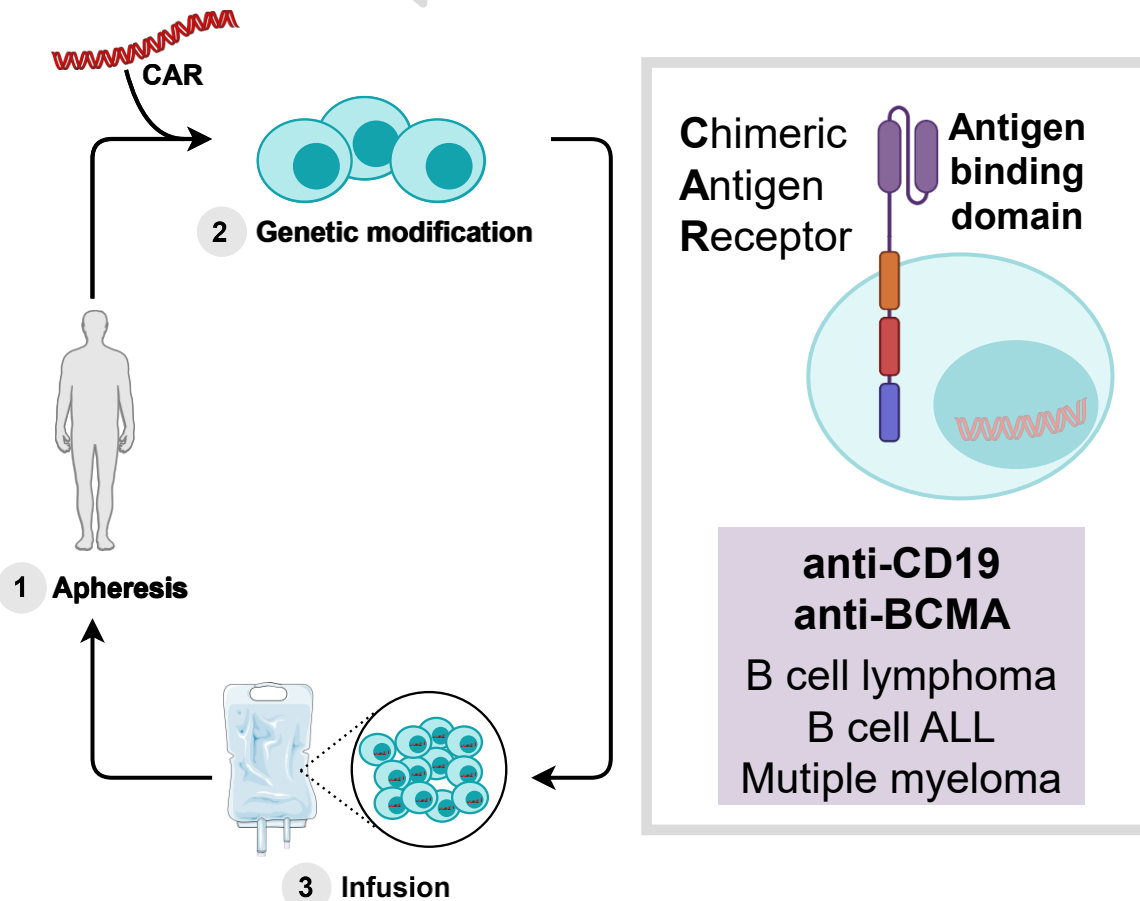 CAR
2 Genetic modification
1 Apheresis
3 Infusion
Chimeric
Antigen
Receptor
Antigen
binding
domain
anti-CD19
anti-BCMA
B cell lymphoma
B cell ALL
Mutiple myeloma